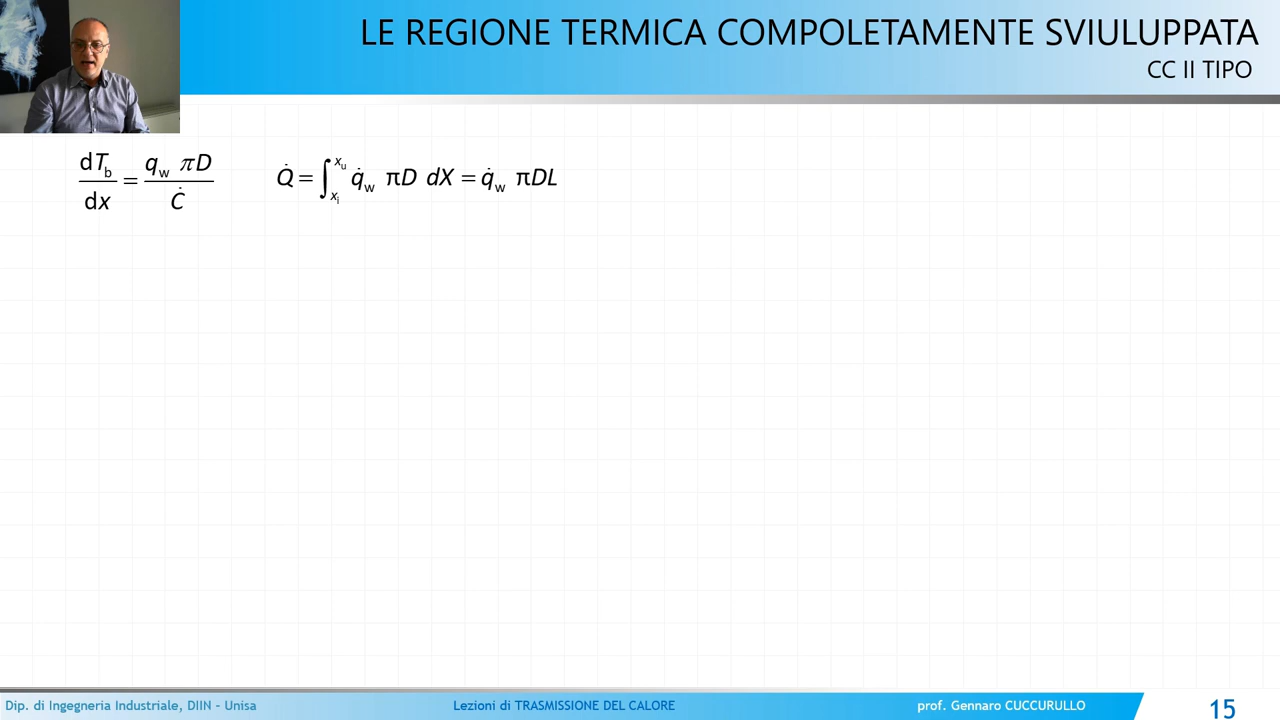 LE REGIONE TERMICA COMPOLETAMENTE SVIULUPPATA
CC II TIPO
dT_b/dx = q_w πD/Ċ
Q̇ = ∫_{x_i}^{x_u} q̇_w πD dX = q̇_w πDL
Dip. di Ingegneria Industriale, DIIN - Unisa
Lezioni di TRASMISSIONE DEL CALORE
prof. Gennaro CUCCURULLO
15